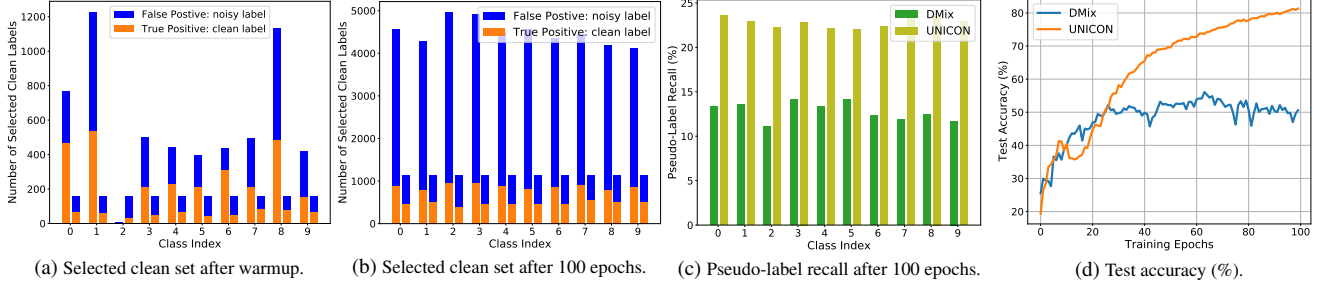 1200
1000
800
600
400
200
0
Number of Selected Clean Labels
False Postive: noisy label
True Positive: clean label
0 1 2 3 4 5 6 7 8 9
Class Index
(a) Selected clean set after warmup.
5000
4000
3000
2000
1000
0
Number of Selected Clean Labels
False Postive: noisy label
True Positive: clean label
0 1 2 3 4 5 6 7 8 9
Class Index
(b) Selected clean set after 100 epochs.
25
20
15
10
5
0
Pseudo-Label Recall (%)
DMix
UNICON
0 1 2 3 4 5 6 7 8 9
Class Index
(c) Pseudo-label recall after 100 epochs.
80
70
60
50
40
30
20
Test Accuracy (%)
DMix
UNICON
0 20 40 60 80 100
Training Epochs
(d) Test accuracy (%).